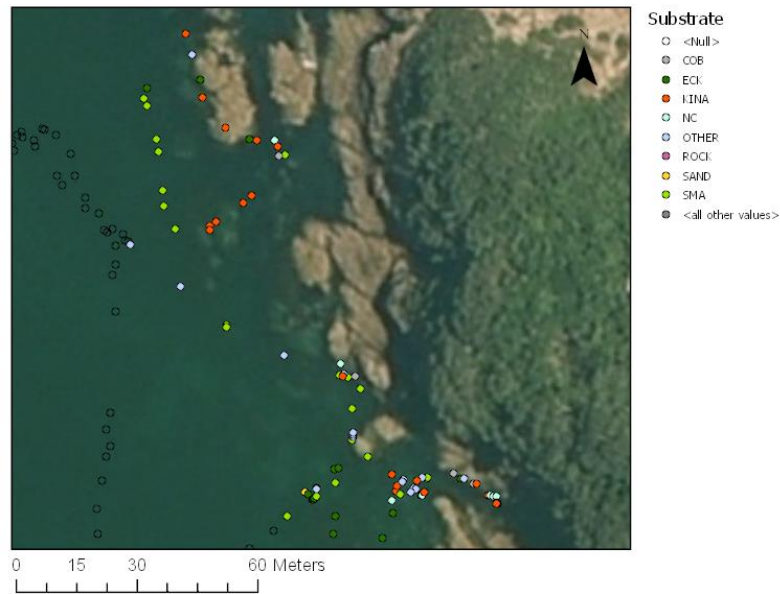 Substrate
N
<Null>
COB
ECK
KINA
NC
OTHER
ROCK
SAND
SMA
<all other values>
0 15 30 60 Meters